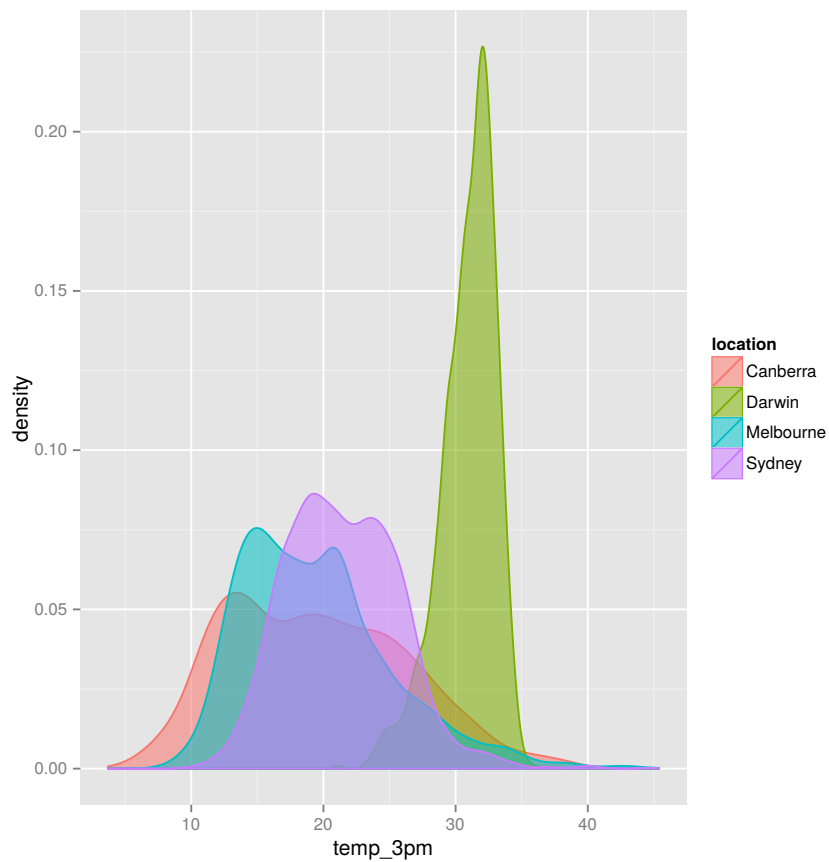 0.20
0.15
0.10
0.05
0.00
density
10 20 30 40
temp_3pm
location
Canberra
Darwin
Melbourne
Sydney